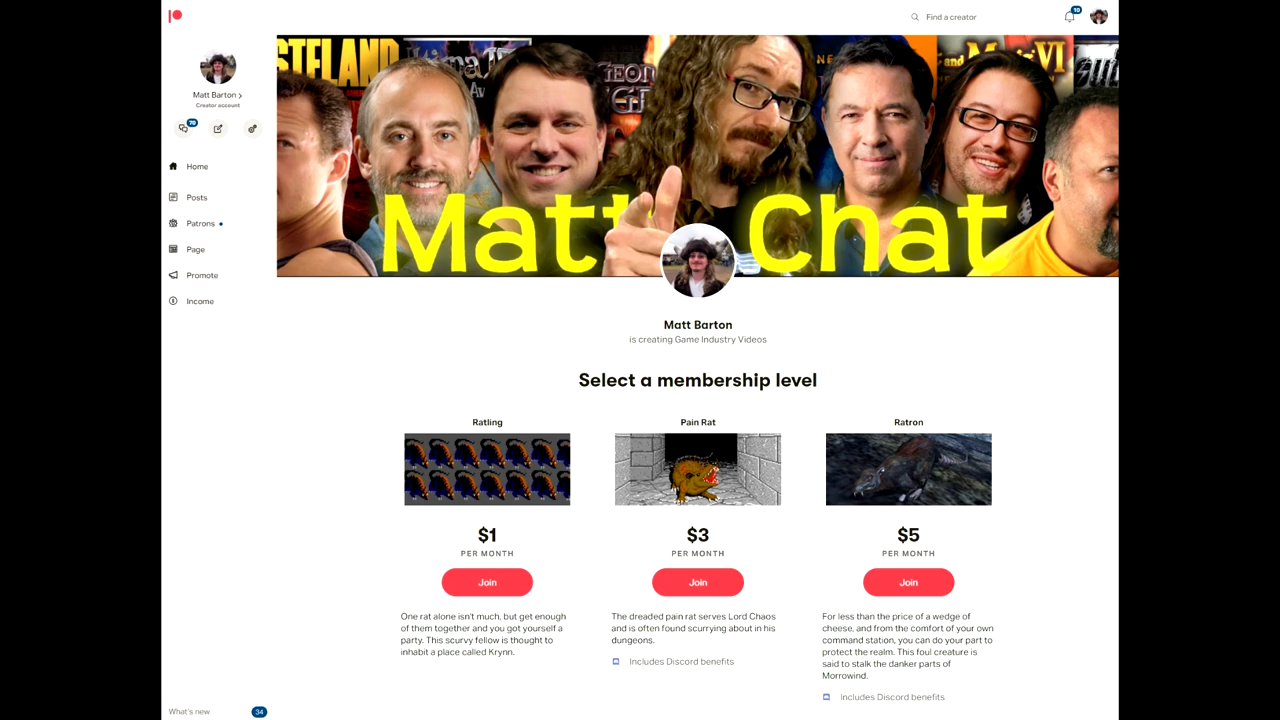 Find a creator
19
WASTELAND
Matt Barton
Creator account
70
Home
Posts
Patrons
Page
Promote
Income
What's new
34
and Magic VI
Matt Chat
Matt Barton
is creating Game Industry Videos
Select a membership level
Ratling
$1
PER MONTH
Join
One rat alone isn't much, but get enough
of them together and you got yourself a
party. This scurvy fellow is thought to
inhabit a place called Krynn.
Pain Rat
$3
PER MONTH
Join
The dreaded pain rat serves Lord Chaos
and is often found scurrying about in his
dungeons.
Includes Discord benefits
Ratron
$5
PER MONTH
Join
For less than the price of a wedge of
cheese, and from the comfort of your own
command station, you can do your part to
protect the realm. This foul creature is
said to stalk the danker parts of
Morrowind.
Includes Discord benefits